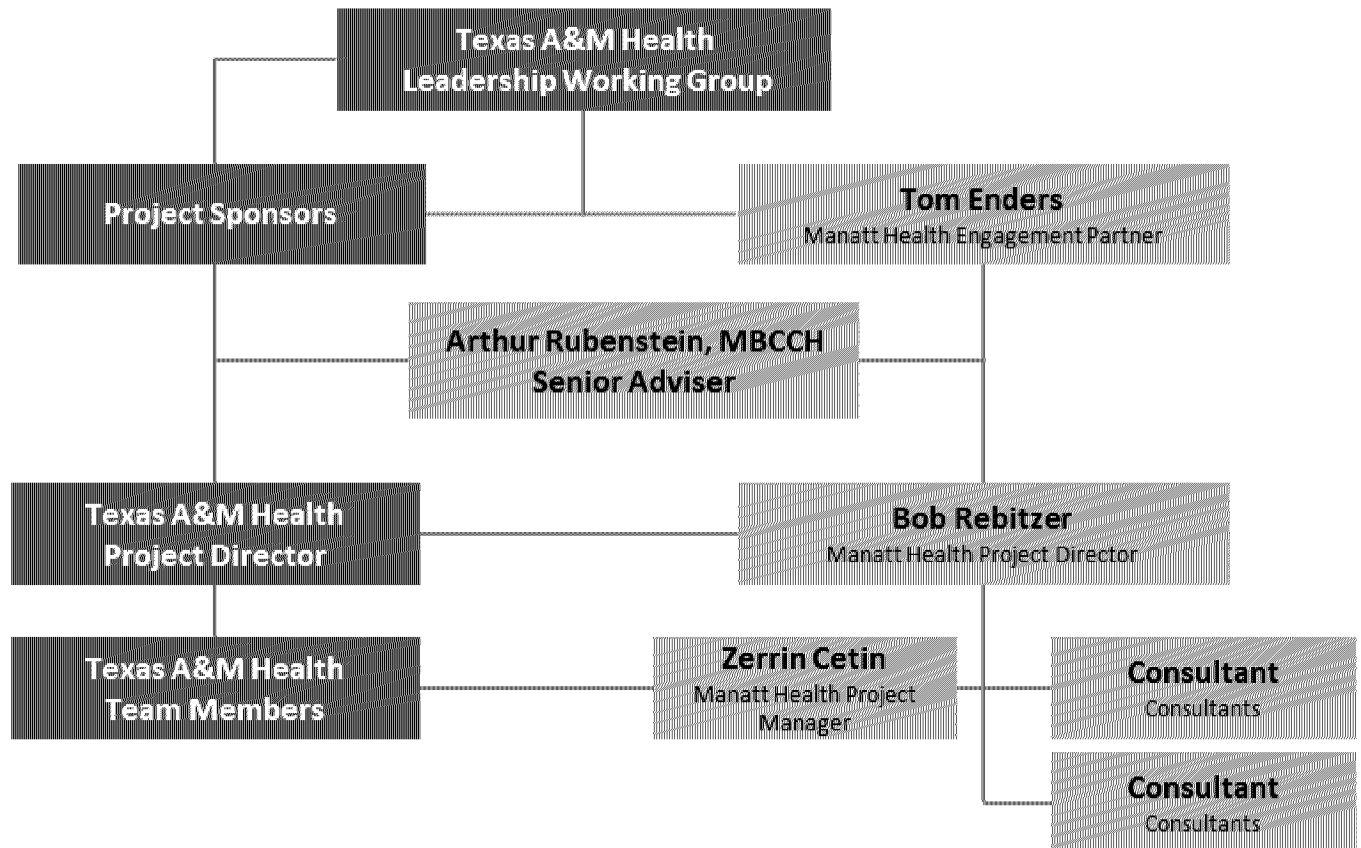 Texas A&M Health
Leadership Working Group
Project Sponsors
Tom Enders
Manatt Health Engagement Partner
Arthur Rubenstein, MBCCH
Senior Adviser
Texas A&M Health
Project Director
Bob Rebitzer
Manatt Health Project Director
Texas A&M Health
Team Members
Zerrin Cetin
Manatt Health Project
Manager
Consultant
Consultants
Consultant
Consultants